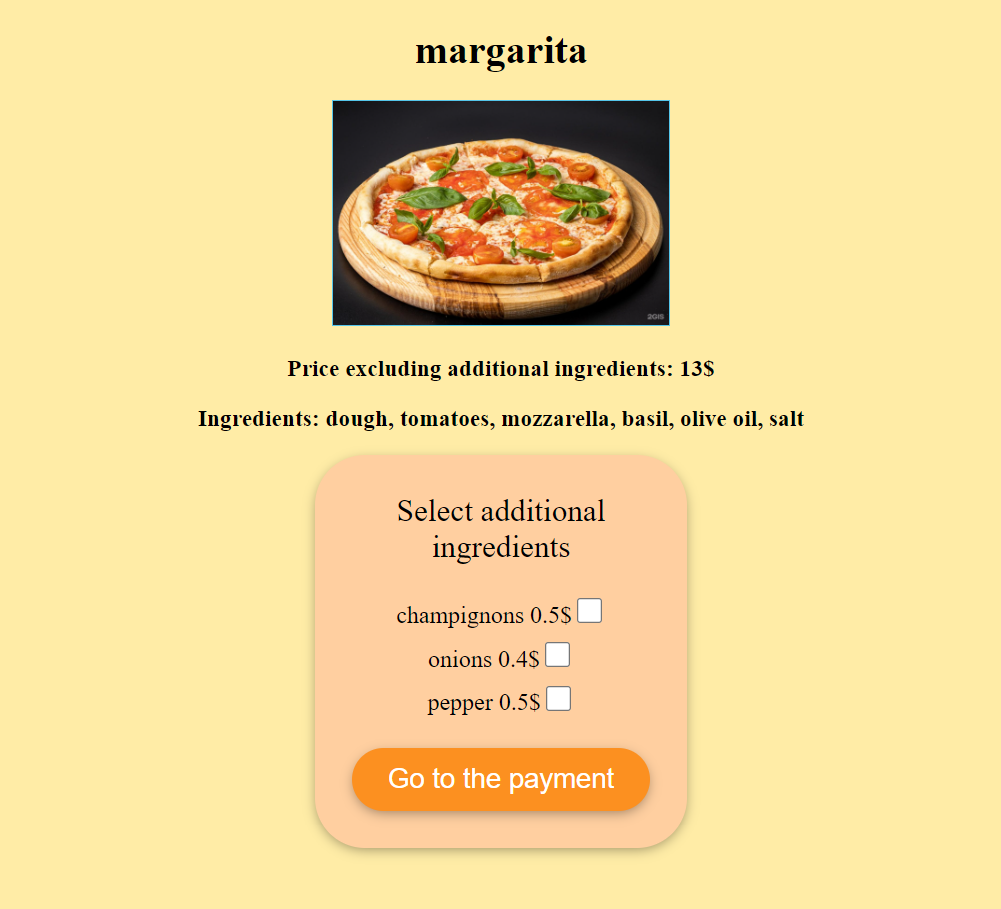 margarita
2GIS
Price excluding additional ingredients: 13$
Ingredients: dough, tomatoes, mozzarella, basil, olive oil, salt
Select additional
ingredients
champignons 0.5$
onions 0.4$
pepper 0.5$
Go to the payment